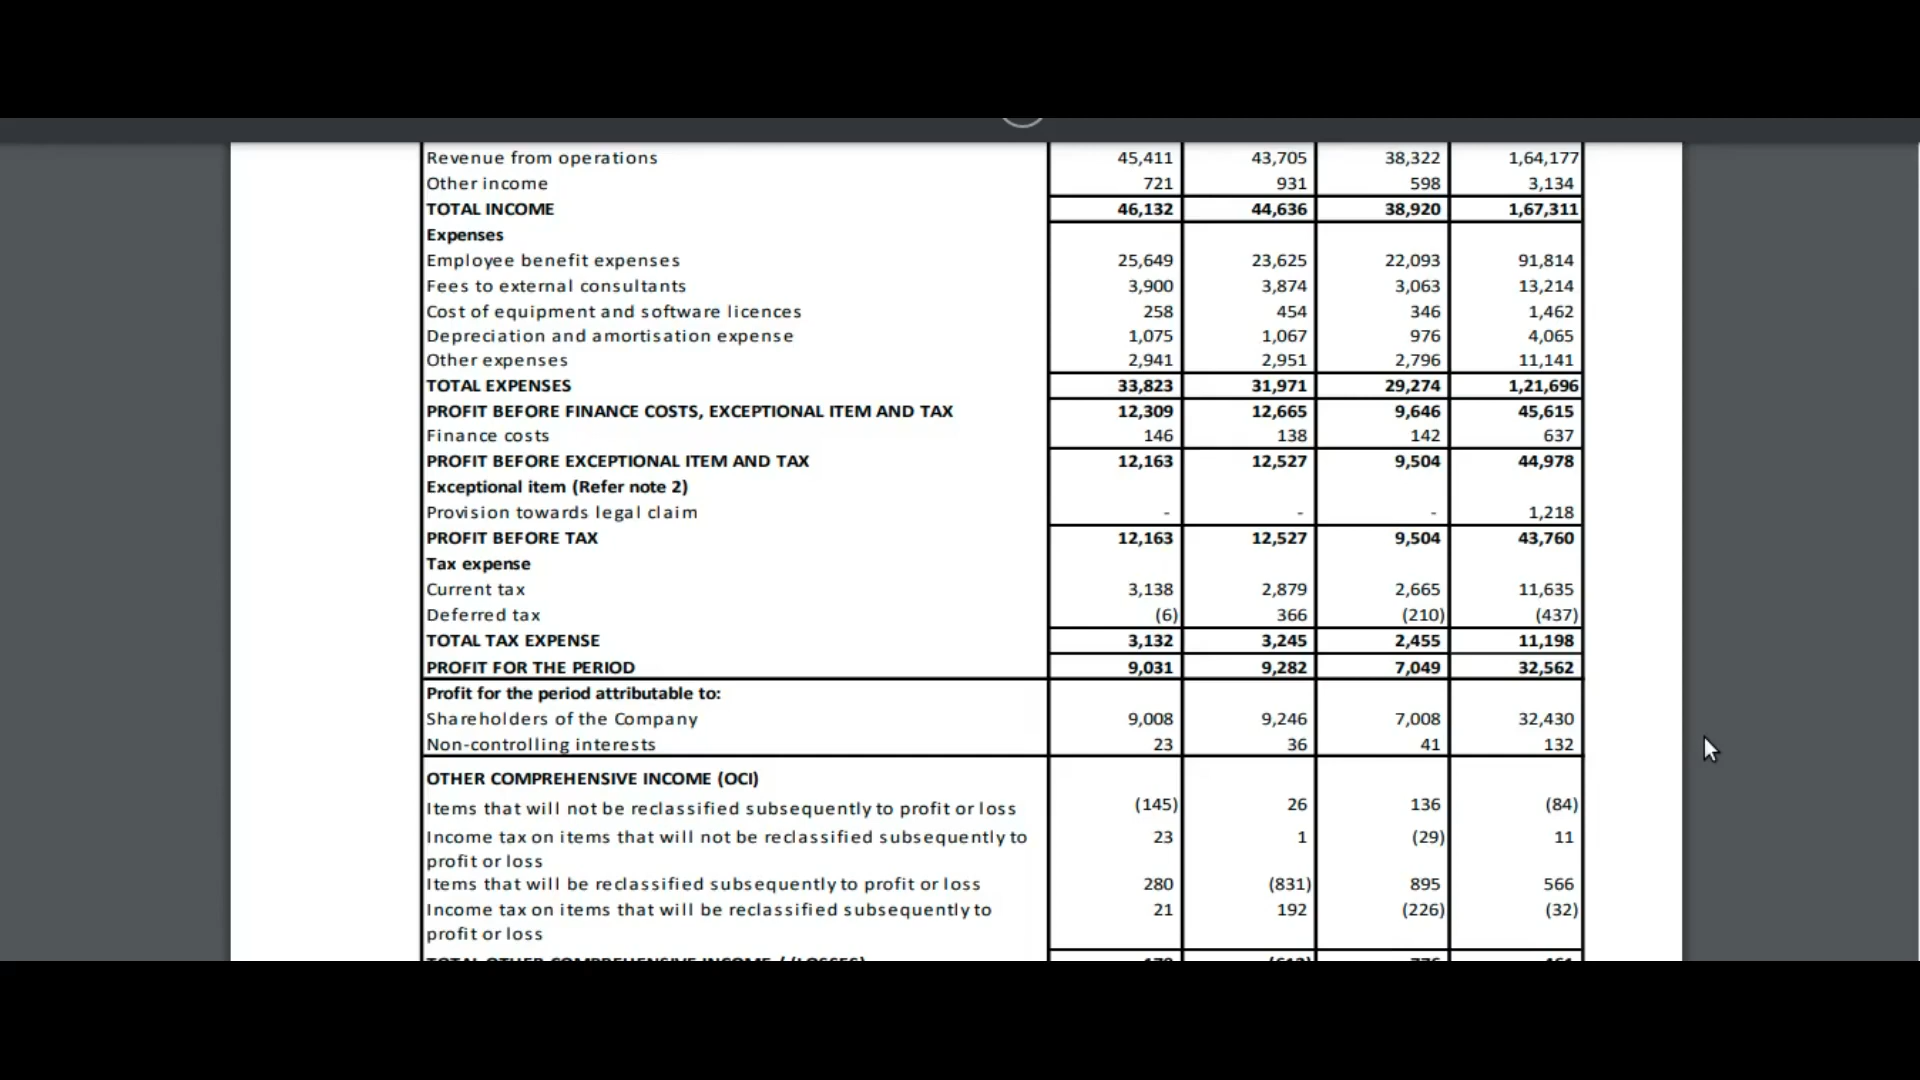 Revenue from operations 45,411 43,705 38,322 1,64,177
Other income 721 931 598 3,134
TOTAL INCOME 46,132 44,636 38,920 1,67,311
Expenses
Employee benefit expenses 25,649 23,625 22,093 91,814
Fees to external consultants 3,900 3,874 3,063 13,214
Cost of equipment and software licences 258 454 346 1,462
Depreciation and amortisation expense 1,075 1,067 976 4,065
Other expenses 2,941 2,951 2,796 11,141
TOTAL EXPENSES 33,823 31,971 29,274 1,21,696
PROFIT BEFORE FINANCE COSTS, EXCEPTIONAL ITEM AND TAX 12,309 12,665 9,646 45,615
Finance costs 146 138 142 637
PROFIT BEFORE EXCEPTIONAL ITEM AND TAX 12,163 12,527 9,504 44,978
Exceptional item (Refer note 2)
Provision towards legal claim - - - 1,218
PROFIT BEFORE TAX 12,163 12,527 9,504 43,760
Tax expense
Current tax 3,138 2,879 2,665 11,635
Deferred tax (6) 366 (210) (437)
TOTAL TAX EXPENSE 3,132 3,245 2,455 11,198
PROFIT FOR THE PERIOD 9,031 9,282 7,049 32,562
Profit for the period attributable to:
Shareholders of the Company 9,008 9,246 7,008 32,430
Non-controlling interests 23 36 41 132
OTHER COMPREHENSIVE INCOME (OCI)
Items that will not be reclassified subsequently to profit or loss (145) 26 136 (84)
Income tax on items that will not be reclassified subsequently to 23 1 (29) 11
profit or loss
Items that will be reclassified subsequently to profit or loss 280 (831) 895 566
Income tax on items that will be reclassified subsequently to 21 192 (226) (32)
profit or loss
TOTAL OTHER COMPREHENSIVE INCOME / (LOSSES)